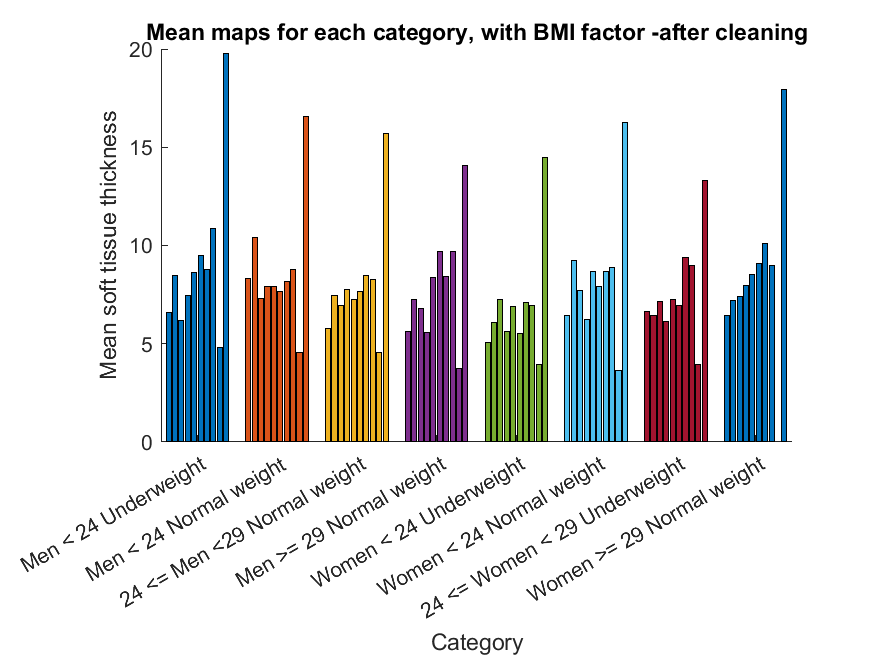 Mean maps for each category, with BMI factor -after cleaning
Mean soft tissue thickness
20
15
10
5
0
Men < 24 Underweight
Men < 24 Normal weight
24 <= Men <29 Normal weight
Men >= 29 Normal weight
Women < 24 Underweight
Women < 24 Normal weight
24 <= Women < 29 Underweight
Women >= 29 Normal weight
Category